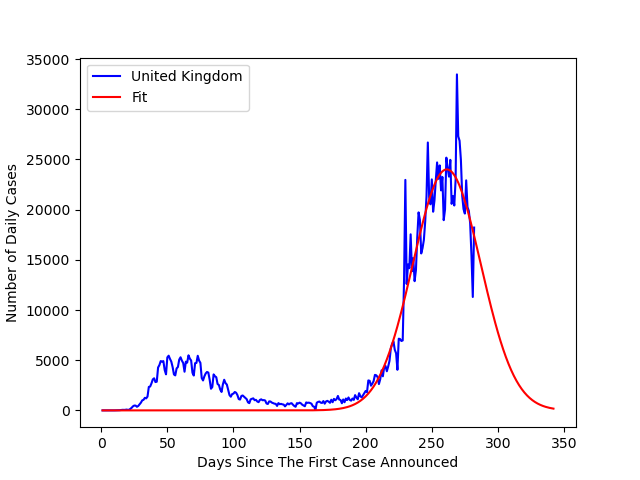 35000
30000
25000
20000
15000
10000
5000
0
Number of Daily Cases
United Kingdom
Fit
0 50 100 150 200 250 300 350
Days Since The First Case Announced